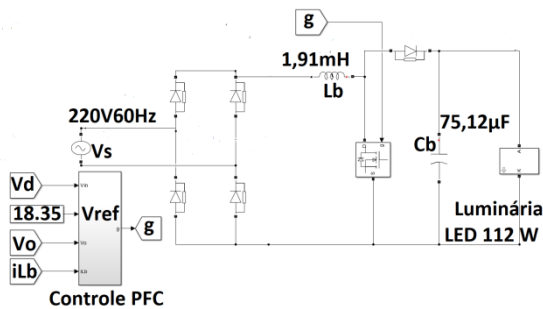 g
1,91mH
Lb
220V60Hz
Vs
75,12µF
Cb
Luminária
LED 112 W
Vd
18.35
Vo
iLb
Vref
g
Controle PFC